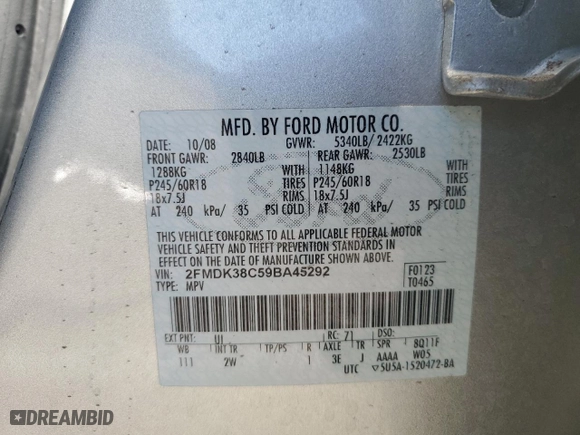 MFD. BY FORD MOTOR CO.
DATE: 10/08 GVWR: 5340LB/ 2422KG
FRONT GAWR: 2840LB REAR GAWR: 2530LB
1288KG WITH 1148KG WITH
P245/60R18 TIRES P245/60R18 TIRES
18x7.5J RIMS 18x7.5J RIMS
AT 240 kPa/ 35 PSI COLD AT 240 kPa/ 35 PSI COLD
THIS VEHICLE CONFORMS TO ALL APPLICABLE FEDERAL MOTOR
VEHICLE SAFETY AND THEFT PREVENTION STANDARDS IN
EFFECT ON THE DATE OF MANUFACTURE SHOWN ABOVE.
VIN: 2FMDK38C59BA45292 F0123
TYPE: MPV T0465
EXT PNT: UI RC: 71 DSO:
WB INT TR TP/PS R AXLE TR SPR 8Q11F
111 2W 1 3E J AAAA W05
UTC ▽5U5A-1520472-BA
DREAMBID